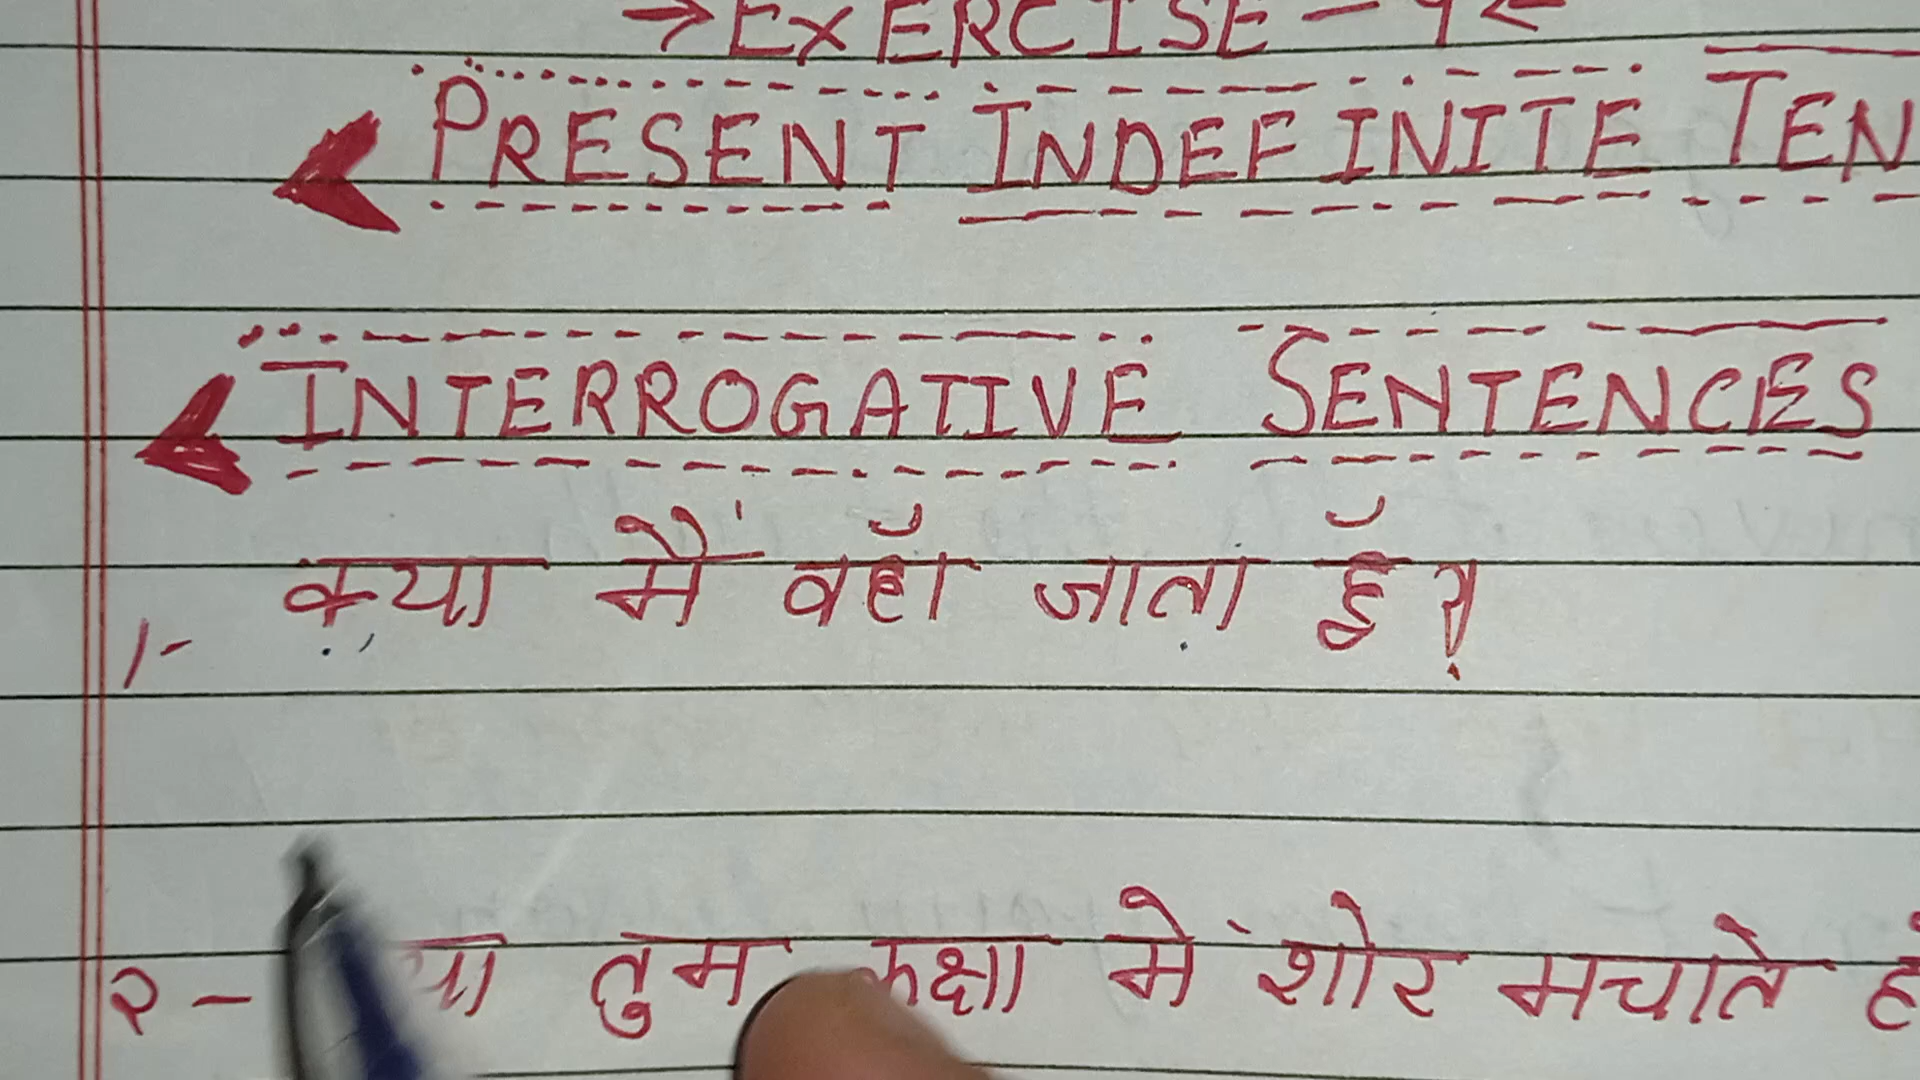 → EXERCISE -
PRESENT INDEFINITE TEN
INTERROGATIVE SENTENCES
1- क्या मैं वहाँ जाता हूँ?
२- तुम कक्षा में शोर मचाते